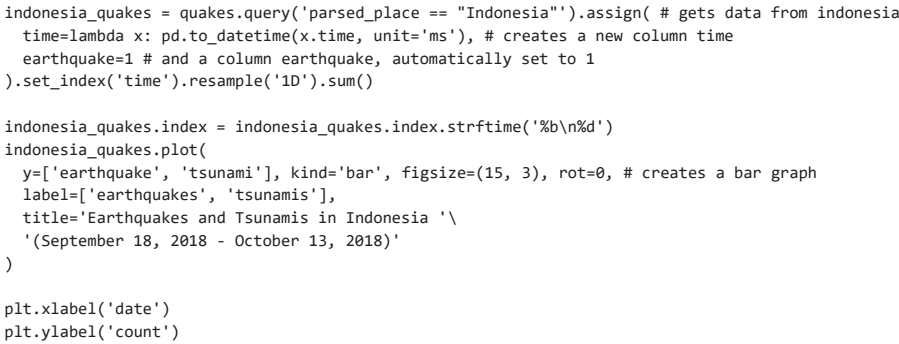 indonesia_quakes = quakes.query('parsed_place == "Indonesia"').assign( # gets data from indonesia
  time=lambda x: pd.to_datetime(x.time, unit='ms'), # creates a new column time
  earthquake=1 # and a column earthquake, automatically set to 1
).set_index('time').resample('1D').sum()

indonesia_quakes.index = indonesia_quakes.index.strftime('%b\n%d')
indonesia_quakes.plot(
  y=['earthquake', 'tsunami'], kind='bar', figsize=(15, 3), rot=0, # creates a bar graph
  label=['earthquakes', 'tsunamis'],
  title='Earthquakes and Tsunamis in Indonesia '\
  '(September 18, 2018 - October 13, 2018)'
)

plt.xlabel('date')
plt.ylabel('count')